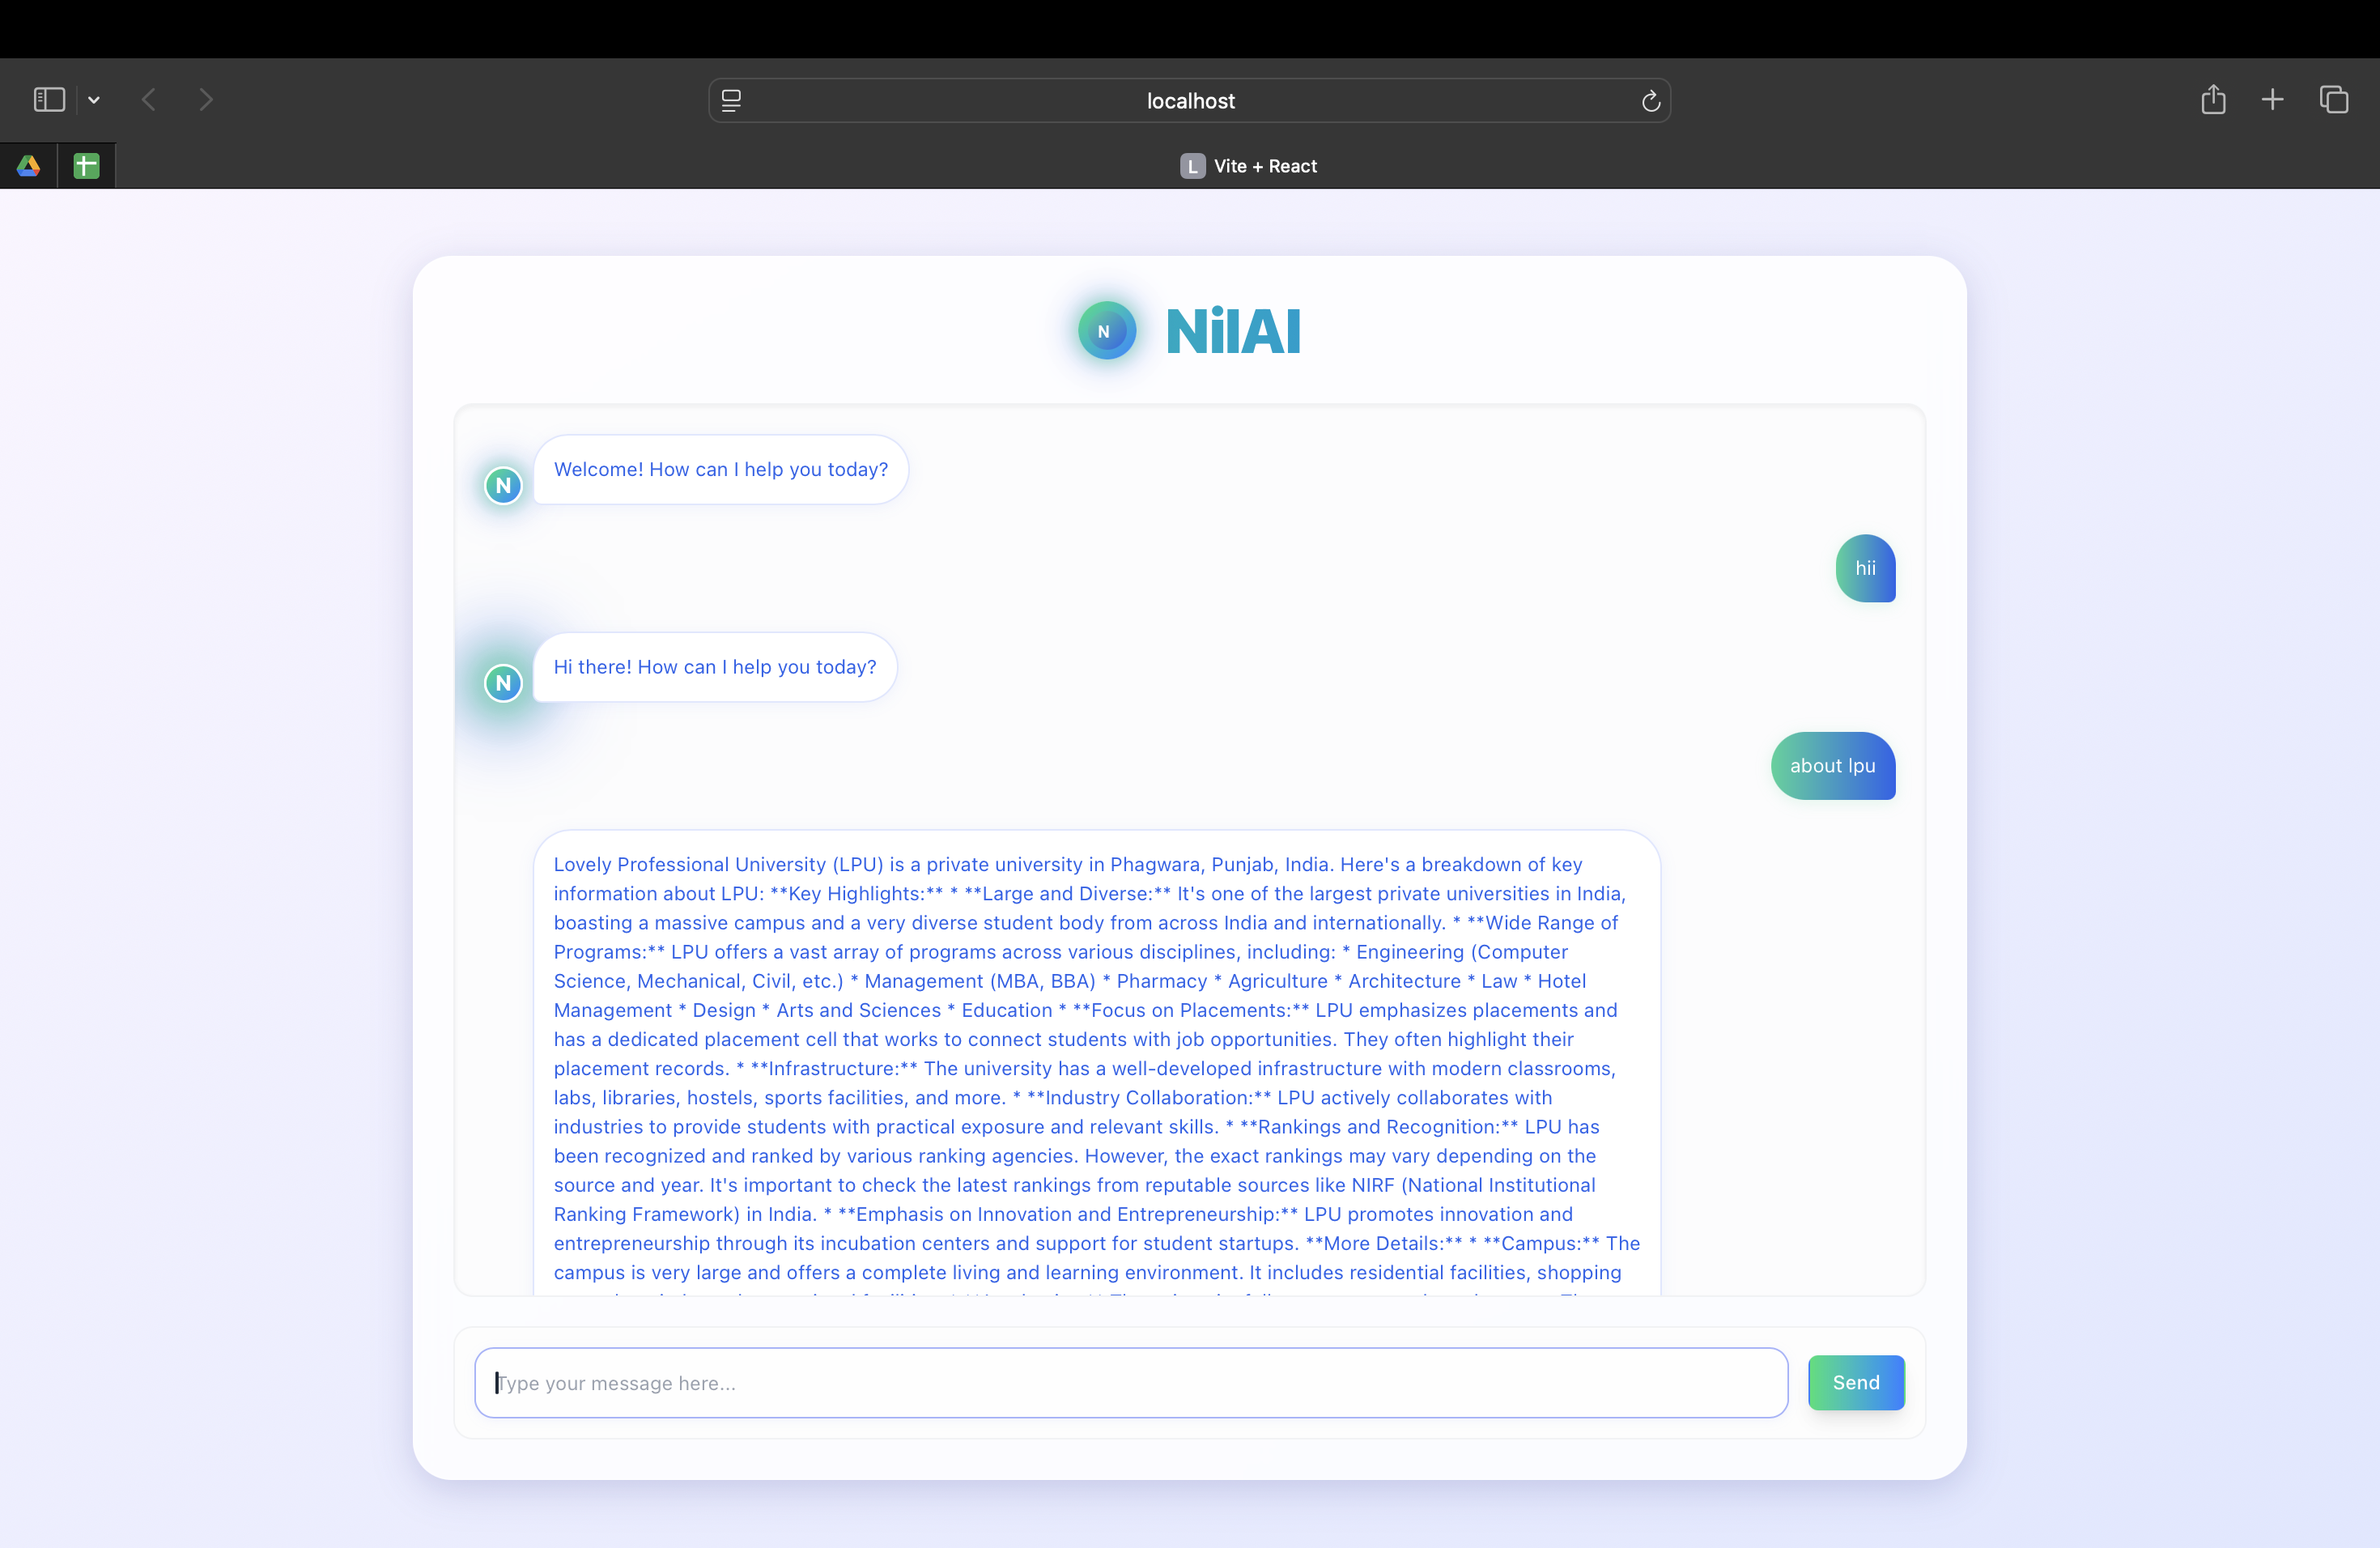 localhost
L Vite + React
N NilAI
Welcome! How can I help you today?
N
hii
Hi there! How can I help you today?
N
about lpu
Lovely Professional University (LPU) is a private university in Phagwara, Punjab, India. Here's a breakdown of key
information about LPU: **Key Highlights:** * **Large and Diverse:** It's one of the largest private universities in India,
boasting a massive campus and a very diverse student body from across India and internationally. * **Wide Range of
Programs:** LPU offers a vast array of programs across various disciplines, including: * Engineering (Computer
Science, Mechanical, Civil, etc.) * Management (MBA, BBA) * Pharmacy * Agriculture * Architecture * Law * Hotel
Management * Design * Arts and Sciences * Education * **Focus on Placements:** LPU emphasizes placements and
has a dedicated placement cell that works to connect students with job opportunities. They often highlight their
placement records. * **Infrastructure:** The university has a well-developed infrastructure with modern classrooms,
labs, libraries, hostels, sports facilities, and more. * **Industry Collaboration:** LPU actively collaborates with
industries to provide students with practical exposure and relevant skills. * **Rankings and Recognition:** LPU has
been recognized and ranked by various ranking agencies. However, the exact rankings may vary depending on the
source and year. It's important to check the latest rankings from reputable sources like NIRF (National Institutional
Ranking Framework) in India. * **Emphasis on Innovation and Entrepreneurship:** LPU promotes innovation and
entrepreneurship through its incubation centers and support for student startups. **More Details:** * **Campus:** The
campus is very large and offers a complete living and learning environment. It includes residential facilities, shopping
Type your message here...
Send